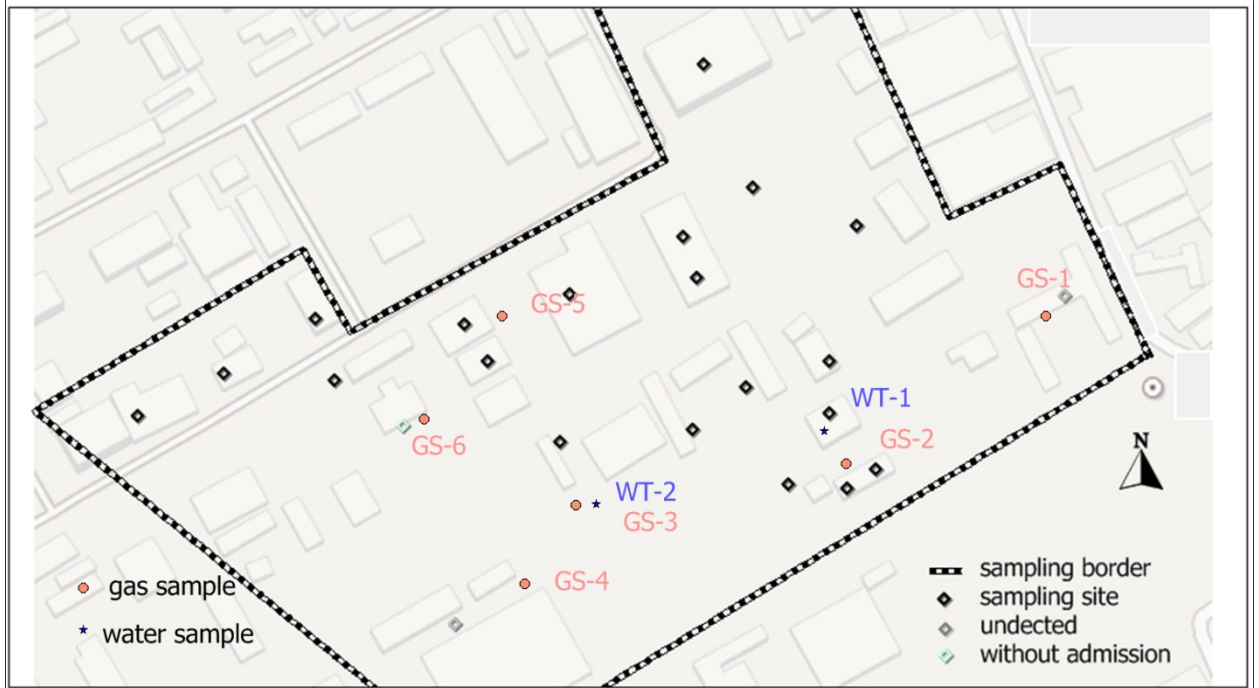 GS-1
GS-5
WT-1
GS-2
GS-6
N
WT-2
GS-3
GS-4
gas sample
water sample
sampling border
sampling site
undected
without admission